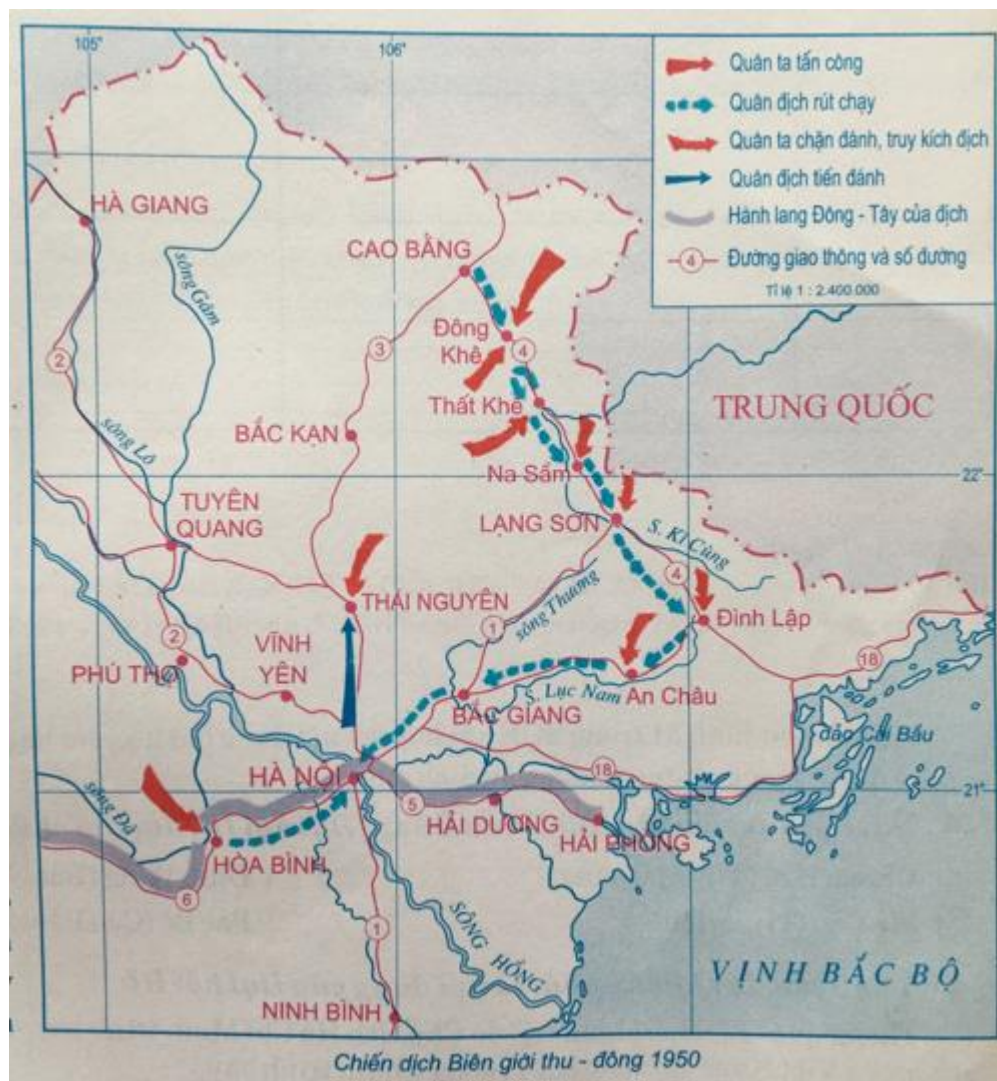 105°
106°
Quân ta tấn công
Quân địch rút chạy
Quân ta chặn đánh, truy kích địch
Quân địch tiến đánh
Hành lang Đông - Tây của địch
4
Đường giao thông và số đường
Tỉ lệ 1 : 2.400.000
HÀ GIANG
CAO BẰNG
sông Gâm
Đông
Khê
4
2
3
Thất Khê
TRUNG QUỐC
BẮC KẠN
sông Lô
Na Sầm
22°
TUYÊN
QUANG
LẠNG SƠN
S. Kì Cùng
4
THÁI NGUYÊN
sông Thương
1
Đình Lập
2
VĨNH
YÊN
18
PHÚ THỌ
S. Lục Nam
An Châu
BẮC GIANG
đảo Cái Bầu
HÀ NỘI
18
21°
sông Đà
5
HẢI DƯƠNG
HẢI PHÒNG
HÒA BÌNH
6
1
SÔNG HỒNG
VỊNH BẮC BỘ
NINH BÌNH
Chiến dịch Biên giới thu - đông 1950